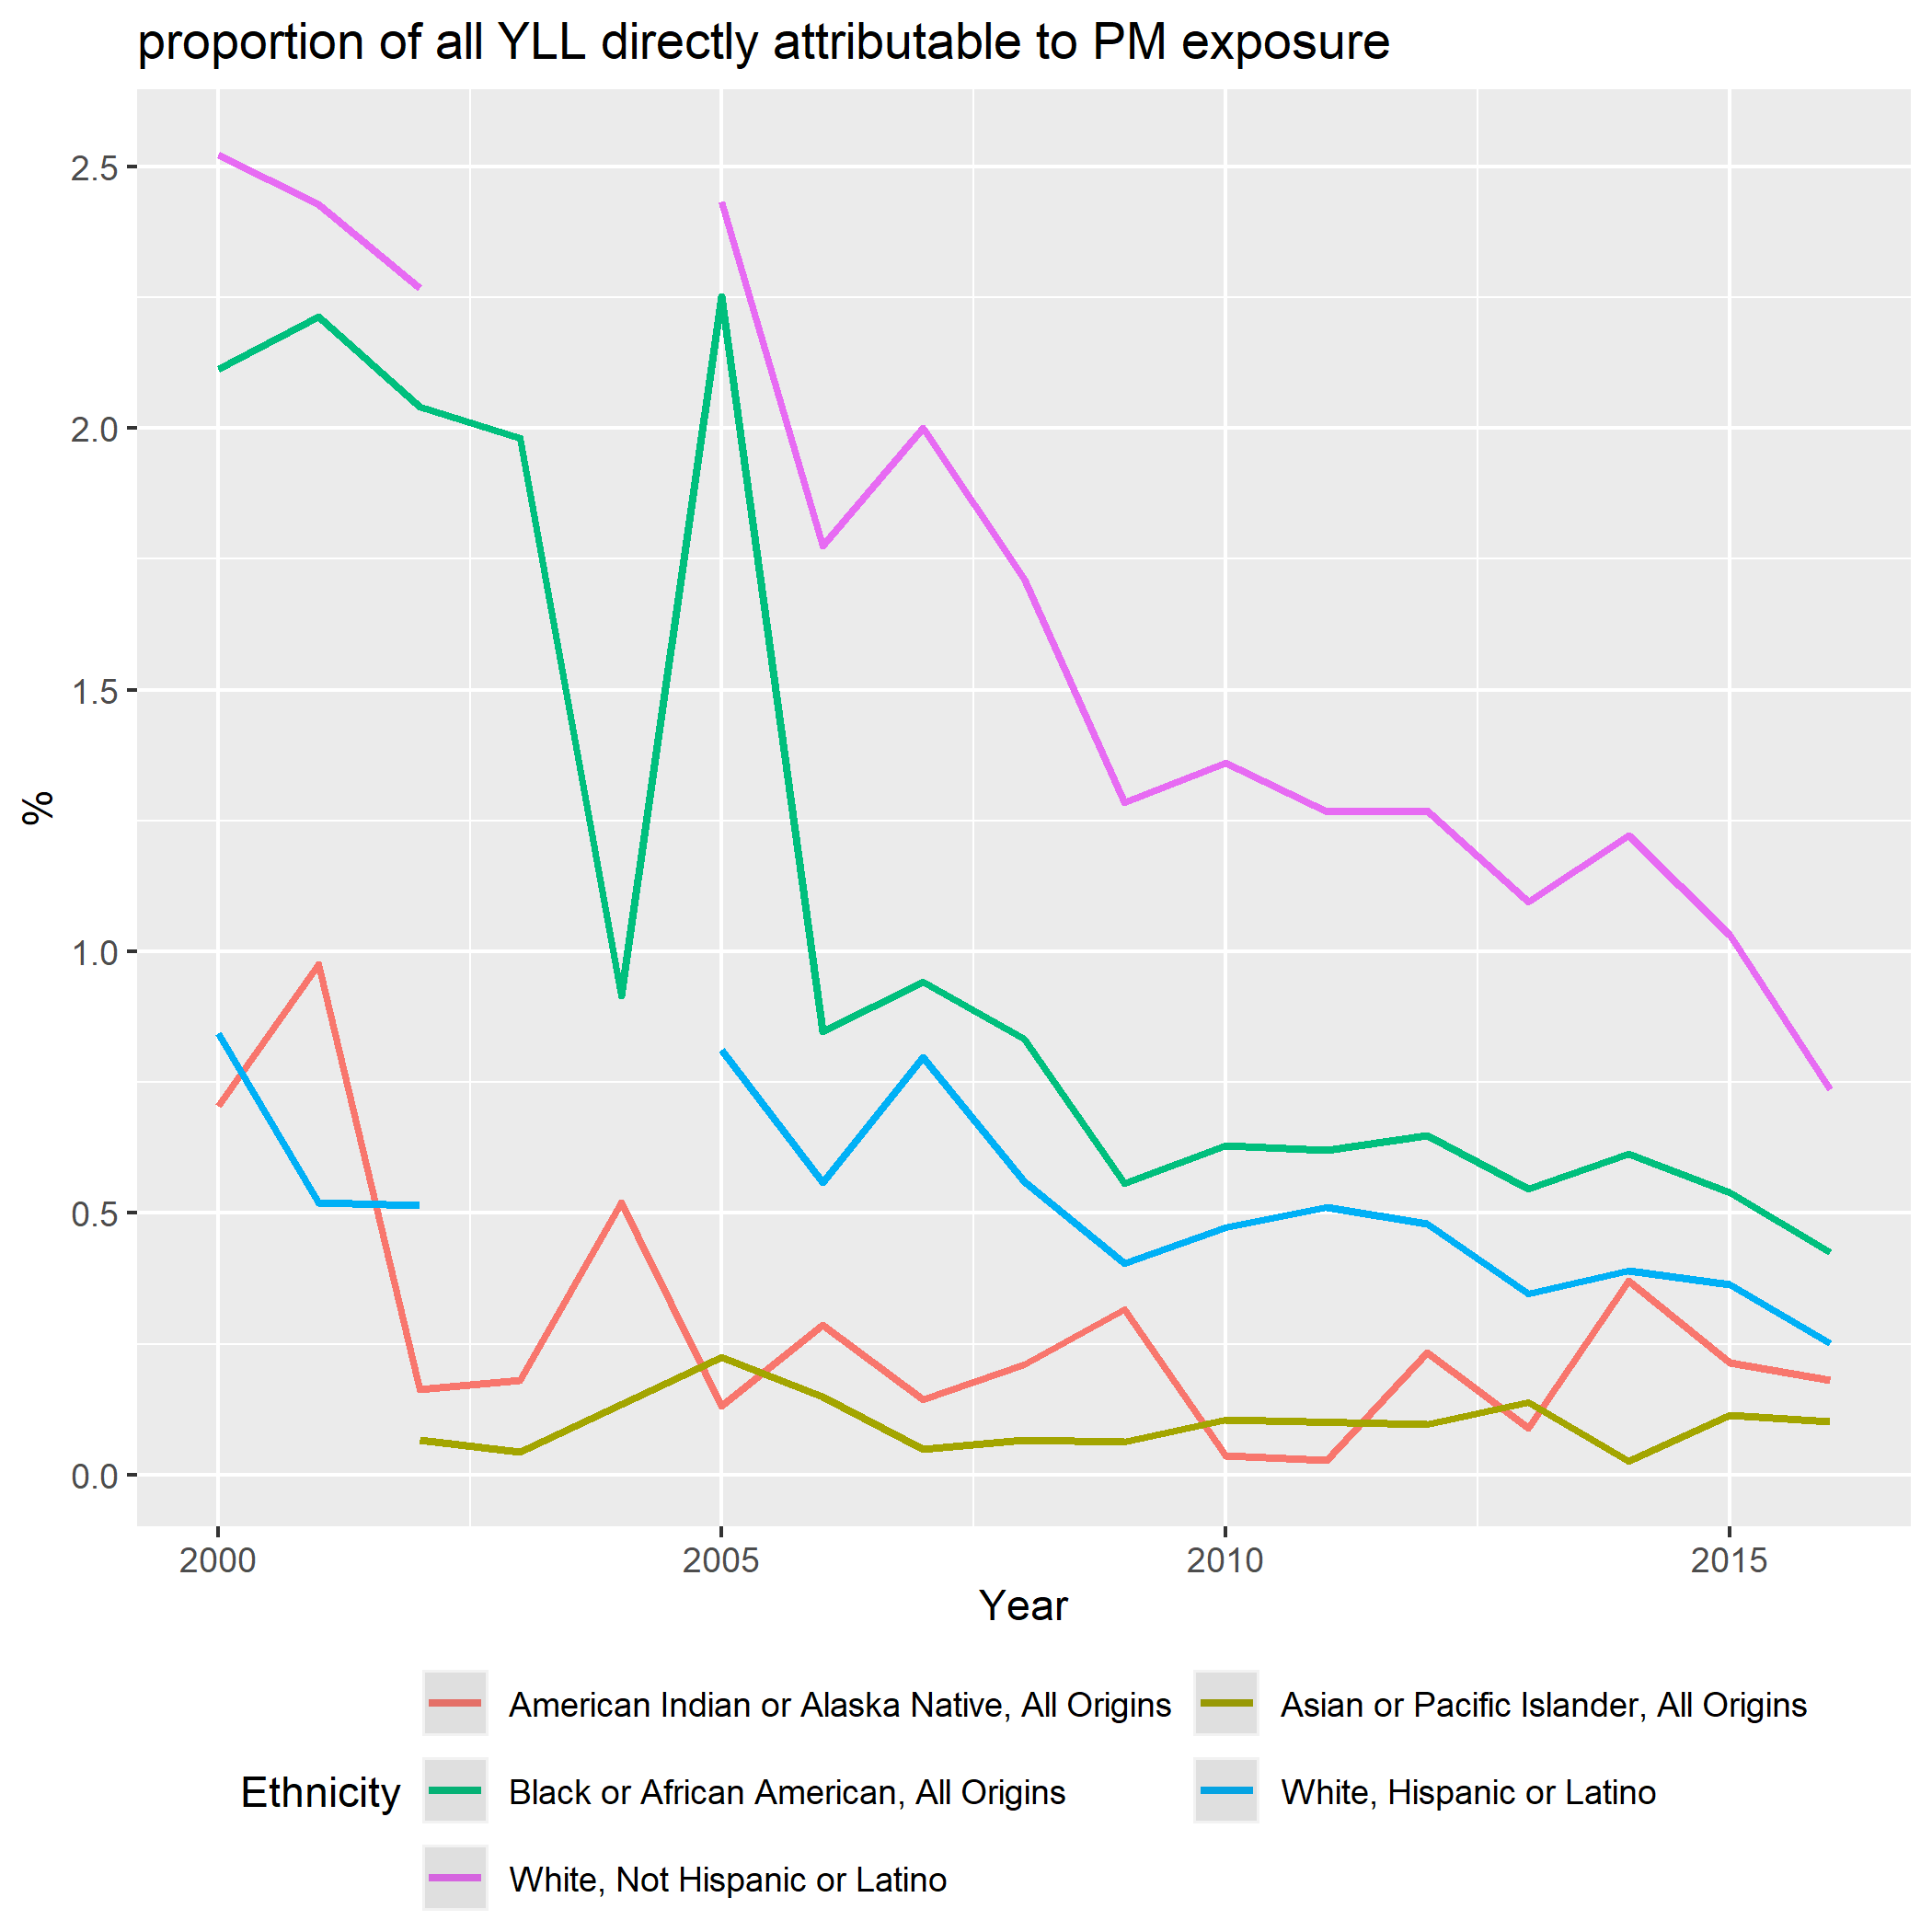 proportion of all YLL directly attributable to PM exposure
%
2.5
2.0
1.5
1.0
0.5
0.0
2000 2005 2010 2015
Year
Ethnicity
American Indian or Alaska Native, All Origins
Asian or Pacific Islander, All Origins
Black or African American, All Origins
White, Hispanic or Latino
White, Not Hispanic or Latino